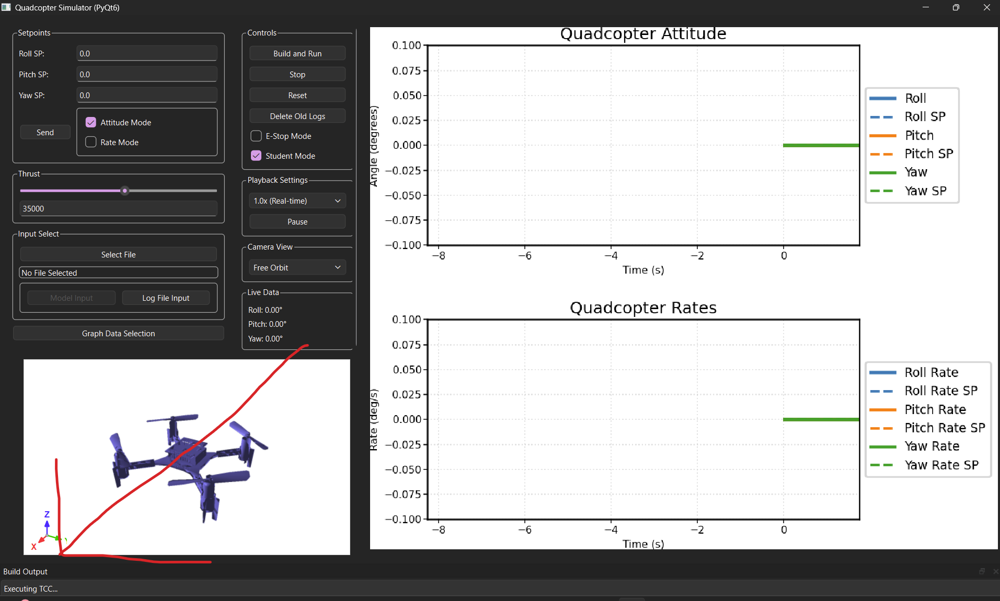 Quadcopter Simulator (PyQt6)
Setpoints
Roll SP: 0.0
Pitch SP: 0.0
Yaw SP: 0.0
Send
Attitude Mode
Rate Mode
Thrust
35000
Input Select
Select File
No File Selected
Model Input Log File Input
Graph Data Selection
Controls
Build and Run
Stop
Reset
Delete Old Logs
E-Stop Mode
Student Mode
Playback Settings
1.0x (Real-time)
Pause
Camera View
Free Orbit
Live Data
Roll: 0.00°
Pitch: 0.00°
Yaw: 0.00°
Z
X
Quadcopter Attitude
Angle (degrees)
0.100
0.075
0.050
0.025
0.000
−0.025
−0.050
−0.075
−0.100
−8 −6 −4 −2 0
Time (s)
Roll
Roll SP
Pitch
Pitch SP
Yaw
Yaw SP
Quadcopter Rates
Rate (deg/s)
0.100
0.075
0.050
0.025
0.000
−0.025
−0.050
−0.075
−0.100
−8 −6 −4 −2 0
Time (s)
Roll Rate
Roll Rate SP
Pitch Rate
Pitch Rate SP
Yaw Rate
Yaw Rate SP
Build Output
Executing TCC...